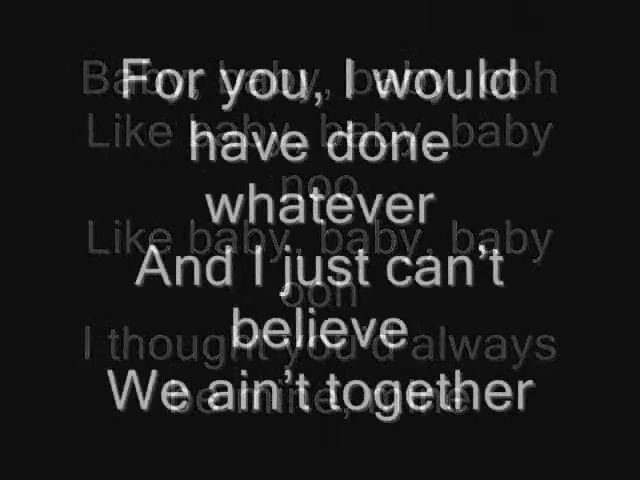 For you, I would
have done
whatever
And I just can't
believe
We ain't together
Baby, baby, baby, ooh
Like baby, baby, baby
noo
Like baby, baby, baby
ooh
I thought you'd always
be mine, mine